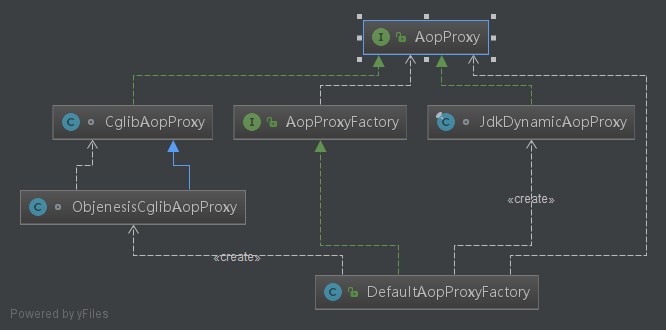 I AopProxy
C CglibAopProxy
I AopProxyFactory
C JdkDynamicAopProxy
C ObjenesisCglibAopProxy
«create»
«create»
C DefaultAopProxyFactory
Powered by yFiles